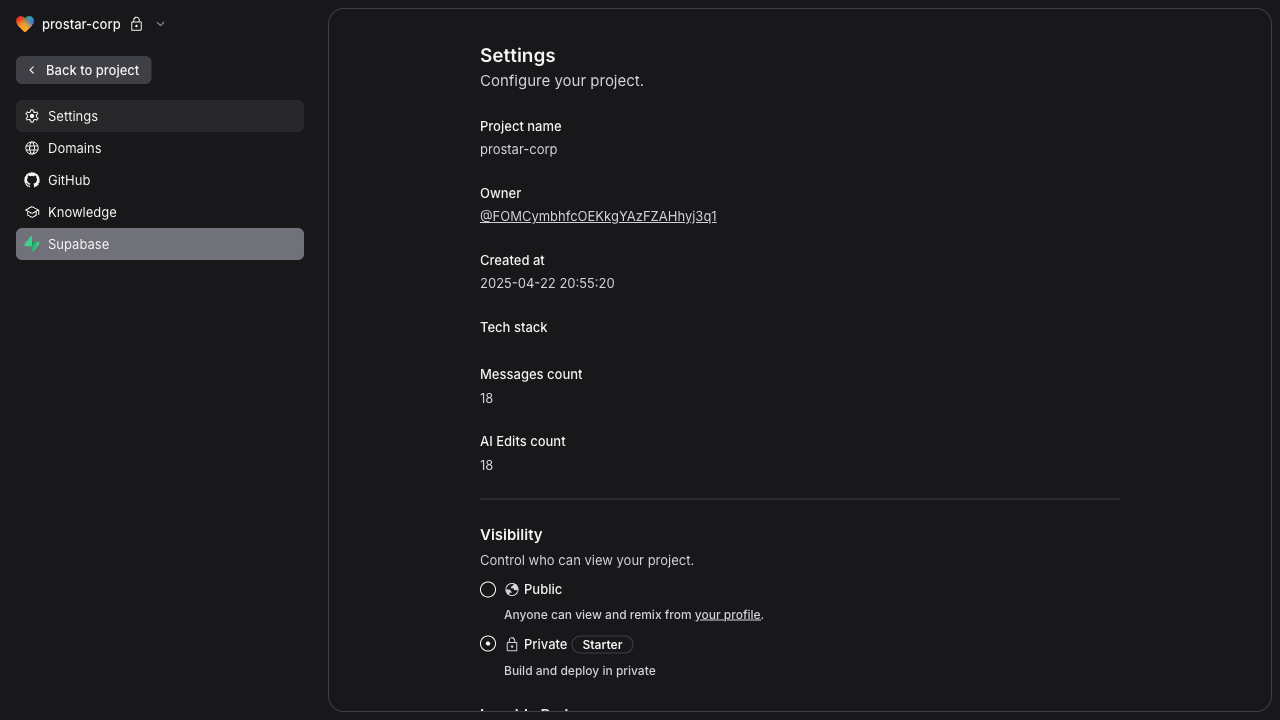 prostar-corp
Back to project
Settings
Domains
GitHub
Knowledge
Supabase
Settings
Configure your project.
Project name
prostar-corp
Owner
@FOMCymbhfcOEKkgYAzFZAHhyj3q1
Created at
2025-04-22 20:55:20
Tech stack
Messages count
18
AI Edits count
18
Visibility
Control who can view your project.
Public
Anyone can view and remix from your profile.
Private Starter
Build and deploy in private